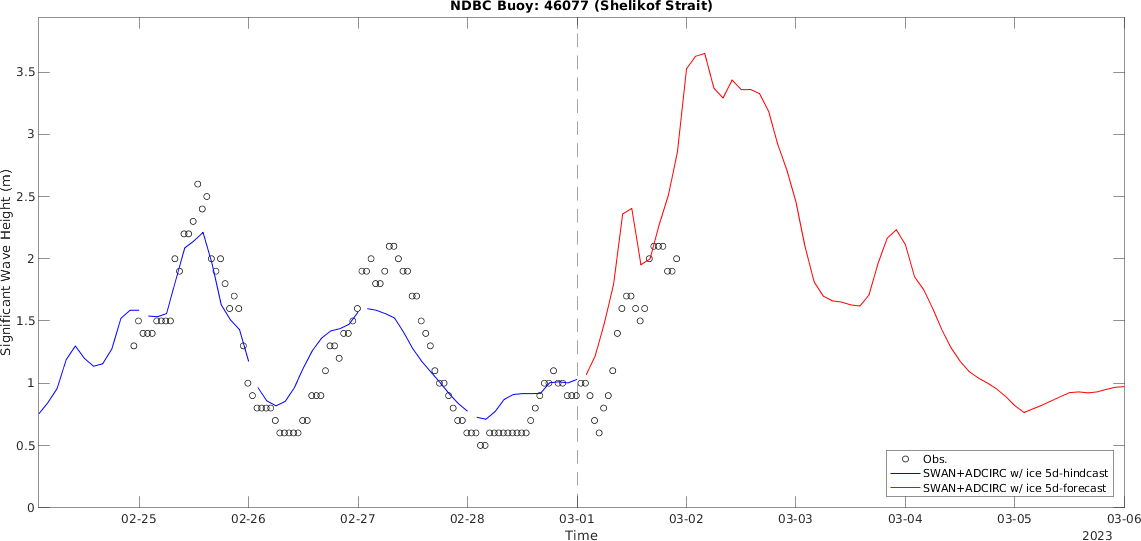 NDBC Buoy: 46077 (Shelikof Strait)
Significant Wave Height (m)
3.5
3
2.5
2
1.5
1
0.5
0
02-25 02-26 02-27 02-28 03-01 03-02 03-03 03-04 03-05 03-06
Time
2023
Obs.
SWAN+ADCIRC w/ ice 5d-hindcast
SWAN+ADCIRC w/ ice 5d-forecast